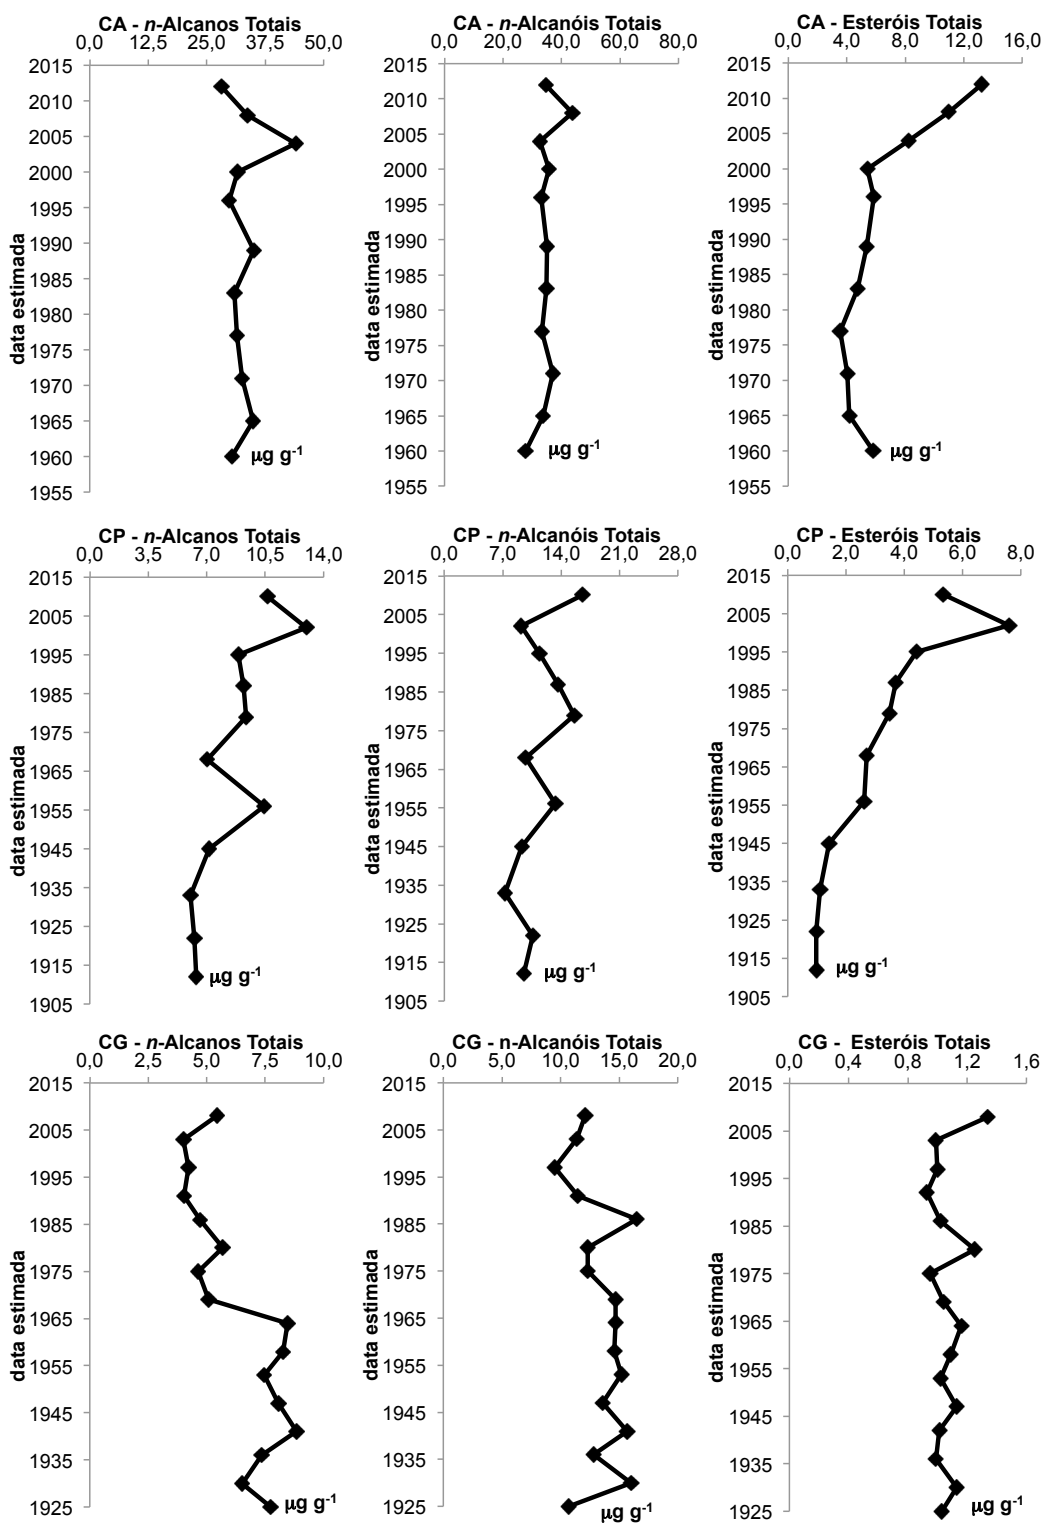 CA - n-Alcanos Totais
0,0 12,5 25,0 37,5 50,0
2015
2010
2005
2000
1995
1990
1985
1980
1975
1970
1965
1960
1955
data estimada
µg g-1
CA - n-Alcanóis Totais
0,0 20,0 40,0 60,0 80,0
2015
2010
2005
2000
1995
1990
1985
1980
1975
1970
1965
1960
1955
data estimada
µg g-1
CA - Esteróis Totais
0,0 4,0 8,0 12,0 16,0
2015
2010
2005
2000
1995
1990
1985
1980
1975
1970
1965
1960
1955
data estimada
µg g-1
CP - n-Alcanos Totais
0,0 3,5 7,0 10,5 14,0
2015
2005
1995
1985
1975
1965
1955
1945
1935
1925
1915
1905
data estimada
µg g-1
CP - n-Alcanóis Totais
0,0 7,0 14,0 21,0 28,0
2015
2005
1995
1985
1975
1965
1955
1945
1935
1925
1915
1905
data estimada
µg g-1
CP - Esteróis Totais
0,0 2,0 4,0 6,0 8,0
2015
2005
1995
1985
1975
1965
1955
1945
1935
1925
1915
1905
data estimada
µg g-1
CG - n-Alcanos Totais
0,0 2,5 5,0 7,5 10,0
2015
2005
1995
1985
1975
1965
1955
1945
1935
1925
data estimada
µg g-1
CG - n-Alcanóis Totais
0,0 5,0 10,0 15,0 20,0
2015
2005
1995
1985
1975
1965
1955
1945
1935
1925
data estimada
µg g-1
CG - Esteróis Totais
0,0 0,4 0,8 1,2 1,6
2015
2005
1995
1985
1975
1965
1955
1945
1935
1925
data estimada
µg g-1